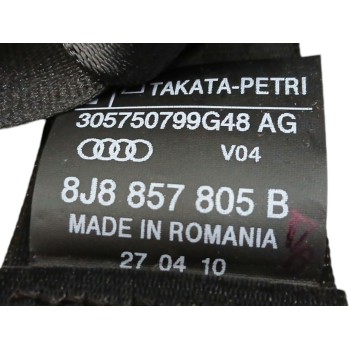 TAKATA-PETRI
305750799G48 AG
V04
8J8 857 805 B
MADE IN ROMANIA
27 04 10